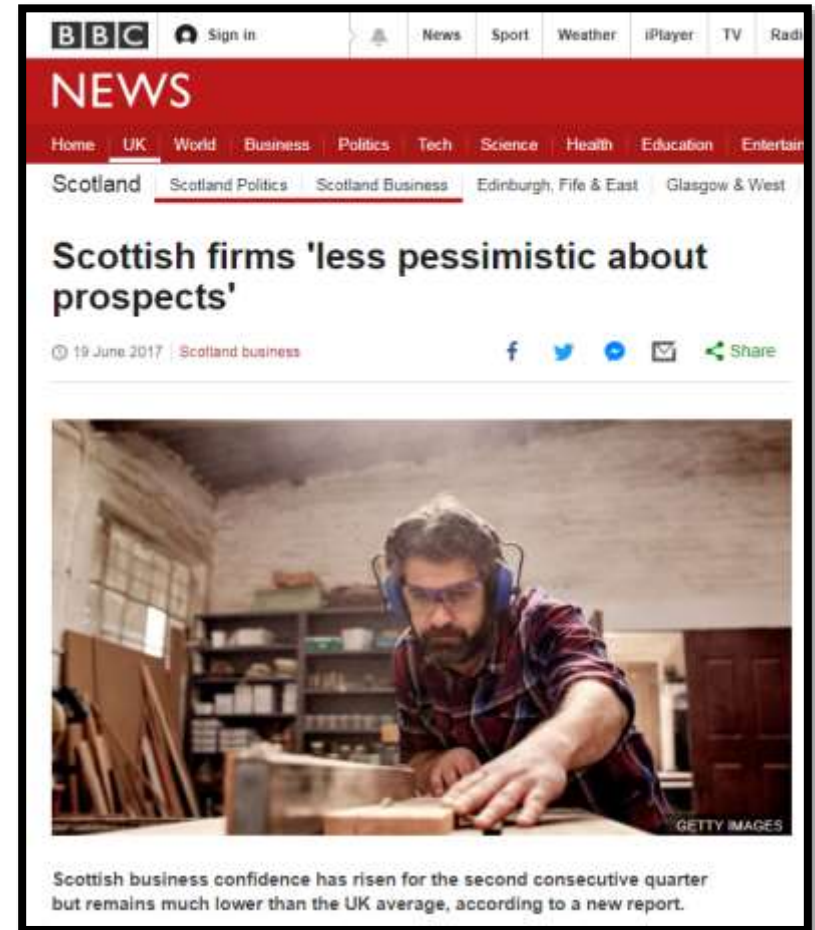 BBC Sign in News Sport Weather iPlayer TV Radi
NEWS
Home UK World Business Politics Tech Science Health Education Entertain
Scotland Scotland Politics Scotland Business Edinburgh, Fife & East Glasgow & West
Scottish firms 'less pessimistic about
prospects'
19 June 2017 Scotland business f Share
GETTY IMAGES
Scottish business confidence has risen for the second consecutive quarter
but remains much lower than the UK average, according to a new report.